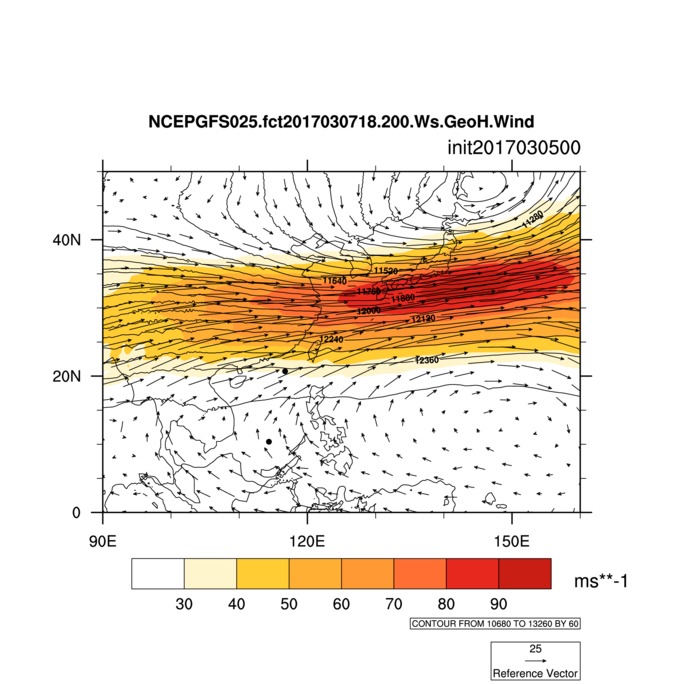 NCEPGFS025.fct2017030718.200.Ws.GeoH.Wind
init2017030500
11280
40N
11520
11640
11760
11880
12000
12120
12240
12360
20N
0
90E 120E 150E
30 40 50 60 70 80 90
ms**-1
CONTOUR FROM 10680 TO 13260 BY 60
25
Reference Vector